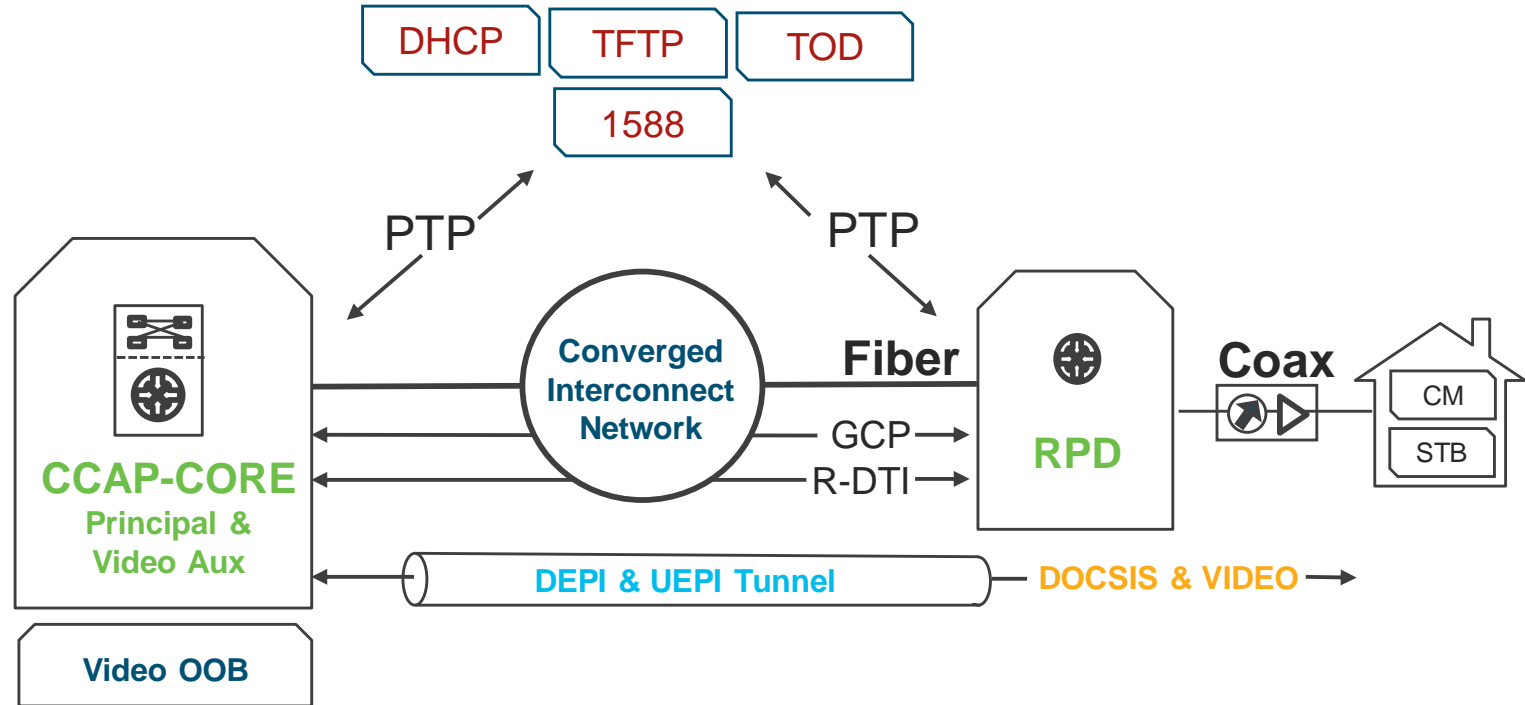 DHCP
TFTP
TOD
1588
PTP
PTP
Converged
Interconnect
Network
Fiber
Coax
CM
STB
GCP
R-DTI
RPD
CCAP-CORE
Principal &
Video Aux
DEPI & UEPI Tunnel
DOCSIS & VIDEO
Video OOB